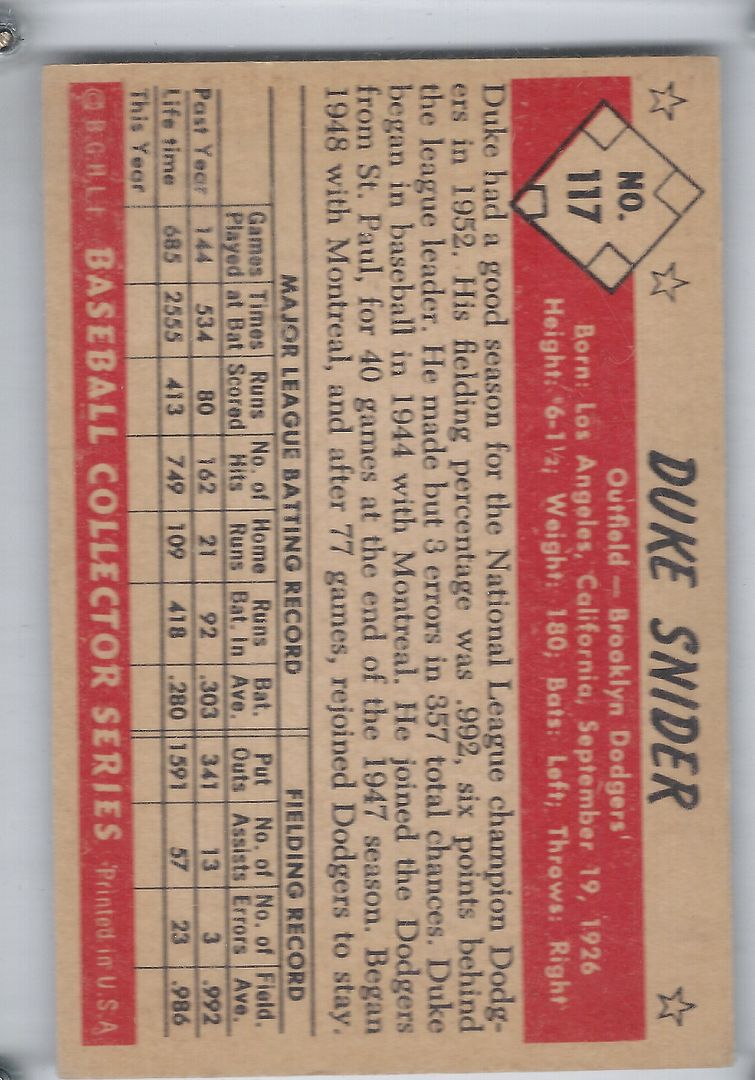 DUKE SNIDER
NO.
117
Outfield — Brooklyn Dodgers
Born: Los Angeles, California, September 19, 1926
Height: 6-1½; Weight: 180; Bats: Left; Throws: Right
Duke had a good season for the National League champion Dodg-
ers in 1952. His fielding percentage was .992, six points behind
the league leader. He made but 3 errors in 357 total chances. Duke
began in baseball in 1944 with Montreal. He joined the Dodgers
from St. Paul, for 40 games at the end of the 1947 season. Began
1948 with Montreal, and after 77 games, rejoined Dodgers to stay.
MAJOR LEAGUE BATTING RECORD FIELDING RECORD
Games Times Runs No. of Home Runs Bat. Put No. of No. of Field.
Played at Bat Scored Hits Runs Bat. in Ave. Outs Assists Errors Ave.
Past Year 144 534 80 162 21 92 .303 341 13 3 .992
Life time 685 2555 413 749 109 418 .280 1591 57 23 .986
This Year
© B.G.H.L.I. BASEBALL COLLECTOR SERIES Printed in U.S.A.